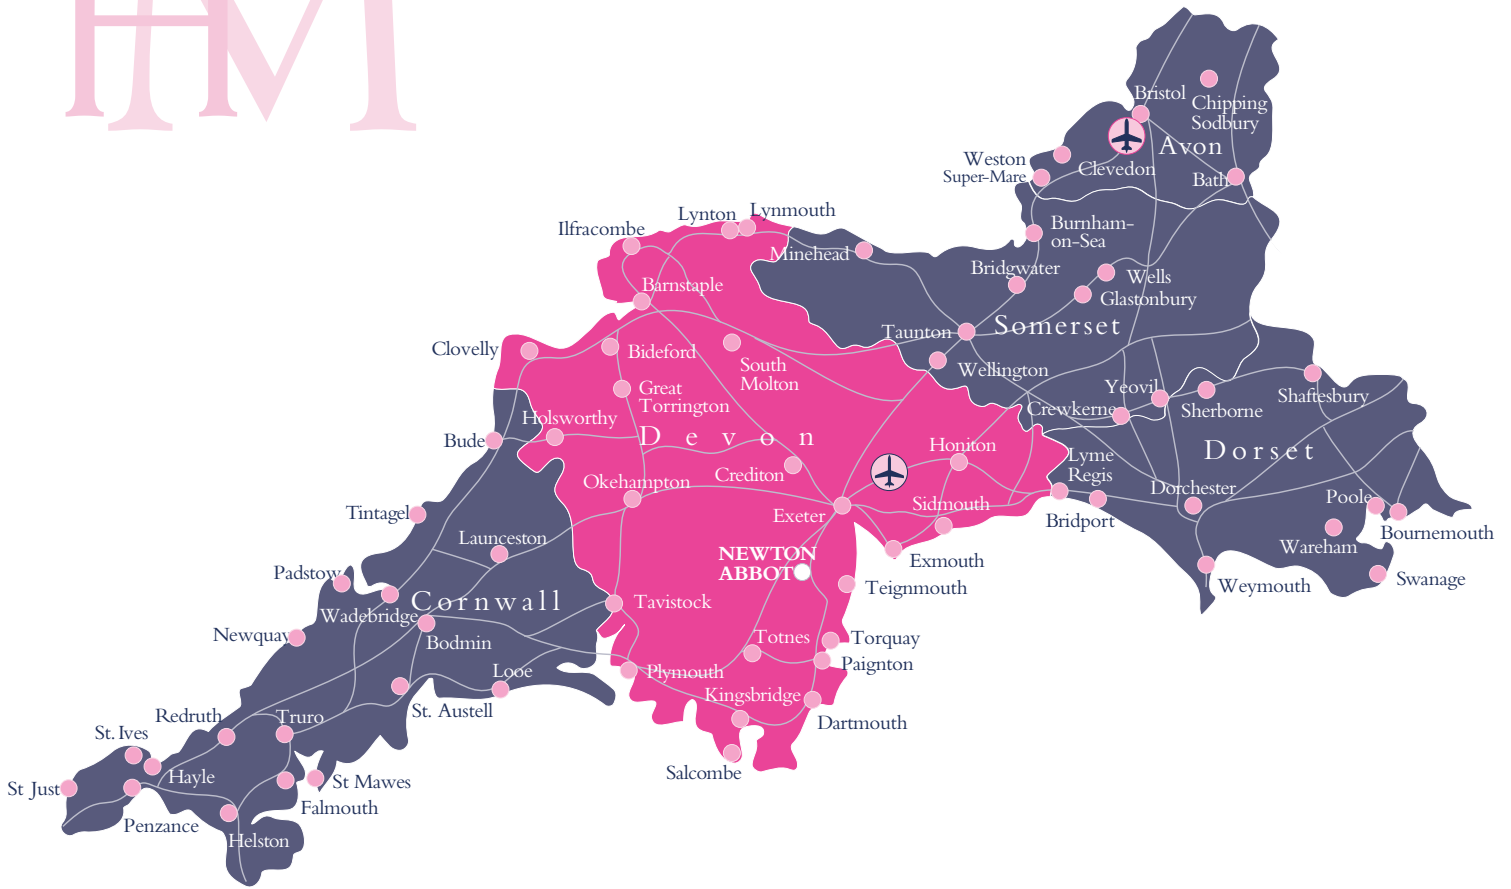 HM
Bristol
Chipping
Sodbury
Avon
Weston
Super-Mare
Clevedon
Bath
Lynton
Lynmouth
Ilfracombe
Burnham-
on-Sea
Minehead
Bridgwater
Wells
Glastonbury
Barnstaple
Taunton
Somerset
Clovelly
Bideford
South
Molton
Wellington
Great
Torrington
Yeovil
Shaftesbury
Crewkerne
Sherborne
Holsworthy
Devon
Bude
Honiton
Lyme
Regis
Dorset
Crediton
Okehampton
Dorchester
Sidmouth
Poole
Tintagel
Exeter
Bridport
Bournemouth
Launceston
Wareham
NEWTON
ABBOT
Exmouth
Padstow
Teignmouth
Weymouth
Swanage
Cornwall
Tavistock
Wadebridge
Newquay
Bodmin
Totnes
Torquay
Paignton
Looe
Plymouth
Kingsbridge
St. Austell
Redruth
Truro
Dartmouth
St. Ives
Salcombe
Hayle
St Mawes
St Just
Falmouth
Penzance
Helston